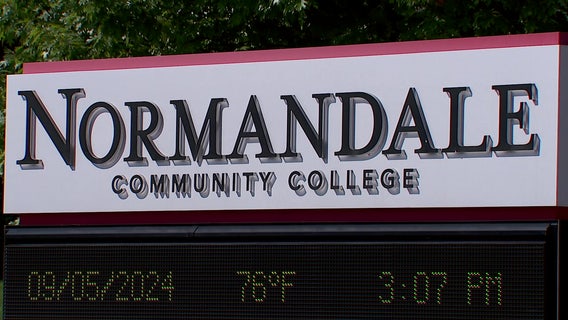 NORMANDALE
COMMUNITY COLLEGE
09/05/2024 76°F 3:07 PM